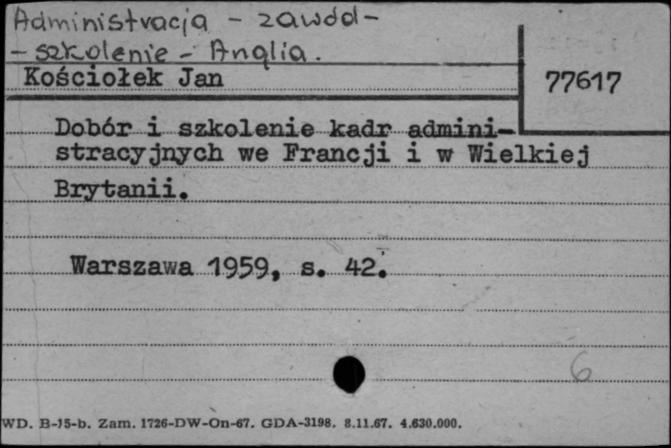 Administracja - zawód -
- szkolenie - Anglia.
Kościołek Jan
77617
Dobór i szkolenie kadr admini-
stracyjnych we Francji i w Wielkiej
Brytanii.
Warszawa 1959, s. 42.
6
WD. B-15-b. Zam. 1726-DW-On-67. GDA-3198. 8.11.67. 4.630.000.